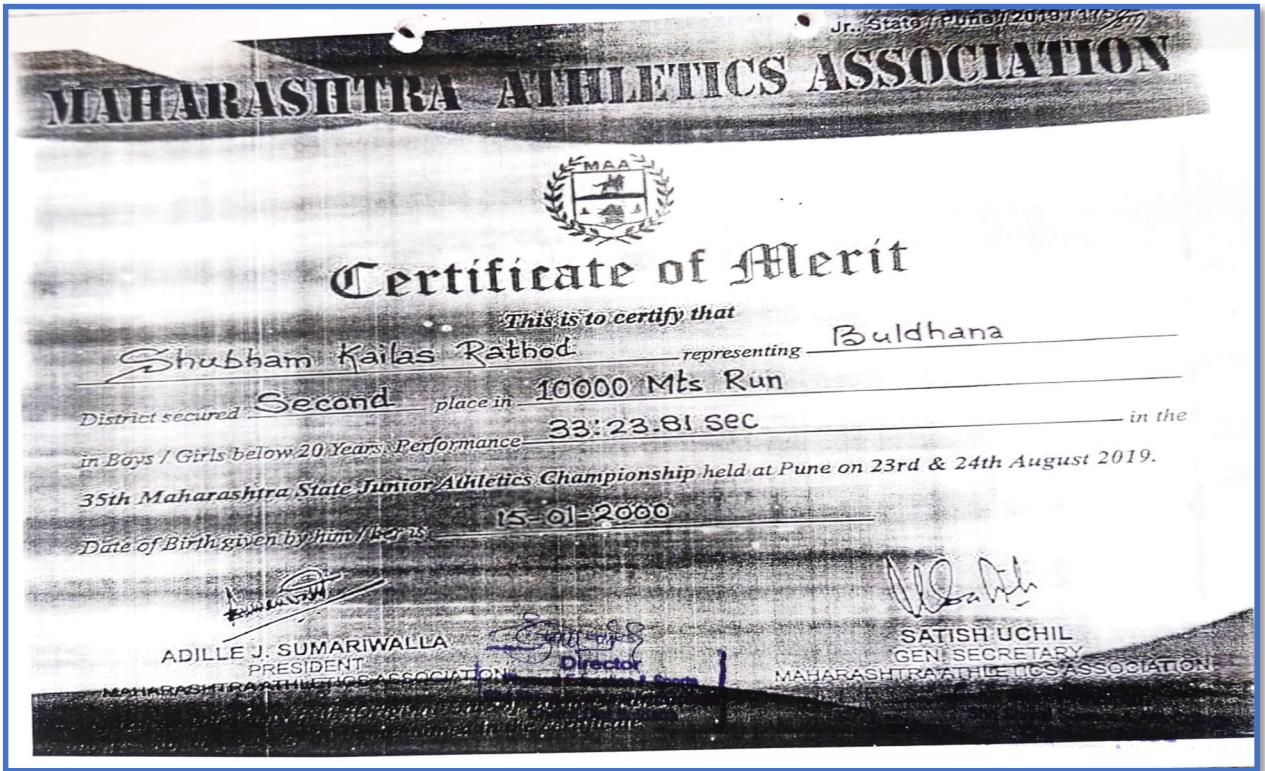 Jr. State / Pune / 2019 /
MAHARASHTRA ATHLETICS ASSOCIATION
MAA
Certificate of Merit
This is to certify that
Shubham Kailas Rathod representing Buldhana
District secured Second place in 10000 Mts Run
in Boys / Girls below 20 Years. Performance 33:23.81 Sec in the
35th Maharashtra State Junior Athletics Championship held at Pune on 23rd & 24th August 2019.
Date of Birth given by him / her is 15-01-2000
ADILLE J. SUMARIWALLA
PRESIDENT
MAHARASHTRA ATHLETICS ASSOCIATION
Director
& Sports
SATISH UCHIL
GEN. SECRETARY
MAHARASHTRA ATHLETICS ASSOCIATION
certificate